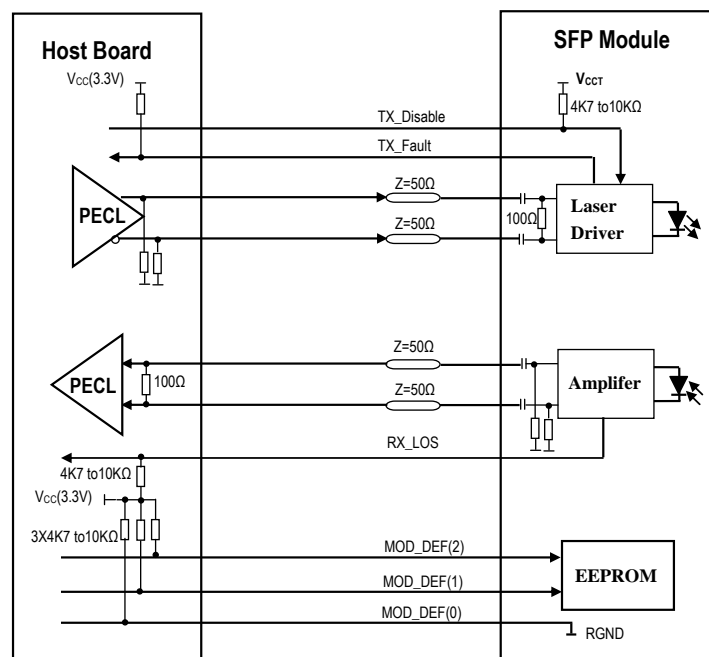 Host Board
SFP Module
VCC(3.3V)
VCCT
4K7 to10KΩ
TX_Disable
TX_Fault
PECL
Z=50Ω
Z=50Ω
100Ω
Laser
Driver
PECL
100Ω
Z=50Ω
Z=50Ω
Amplifer
RX_LOS
4K7 to10KΩ
VCC(3.3V)
3X4K7 to10KΩ
MOD_DEF(2)
EEPROM
MOD_DEF(1)
MOD_DEF(0)
RGND